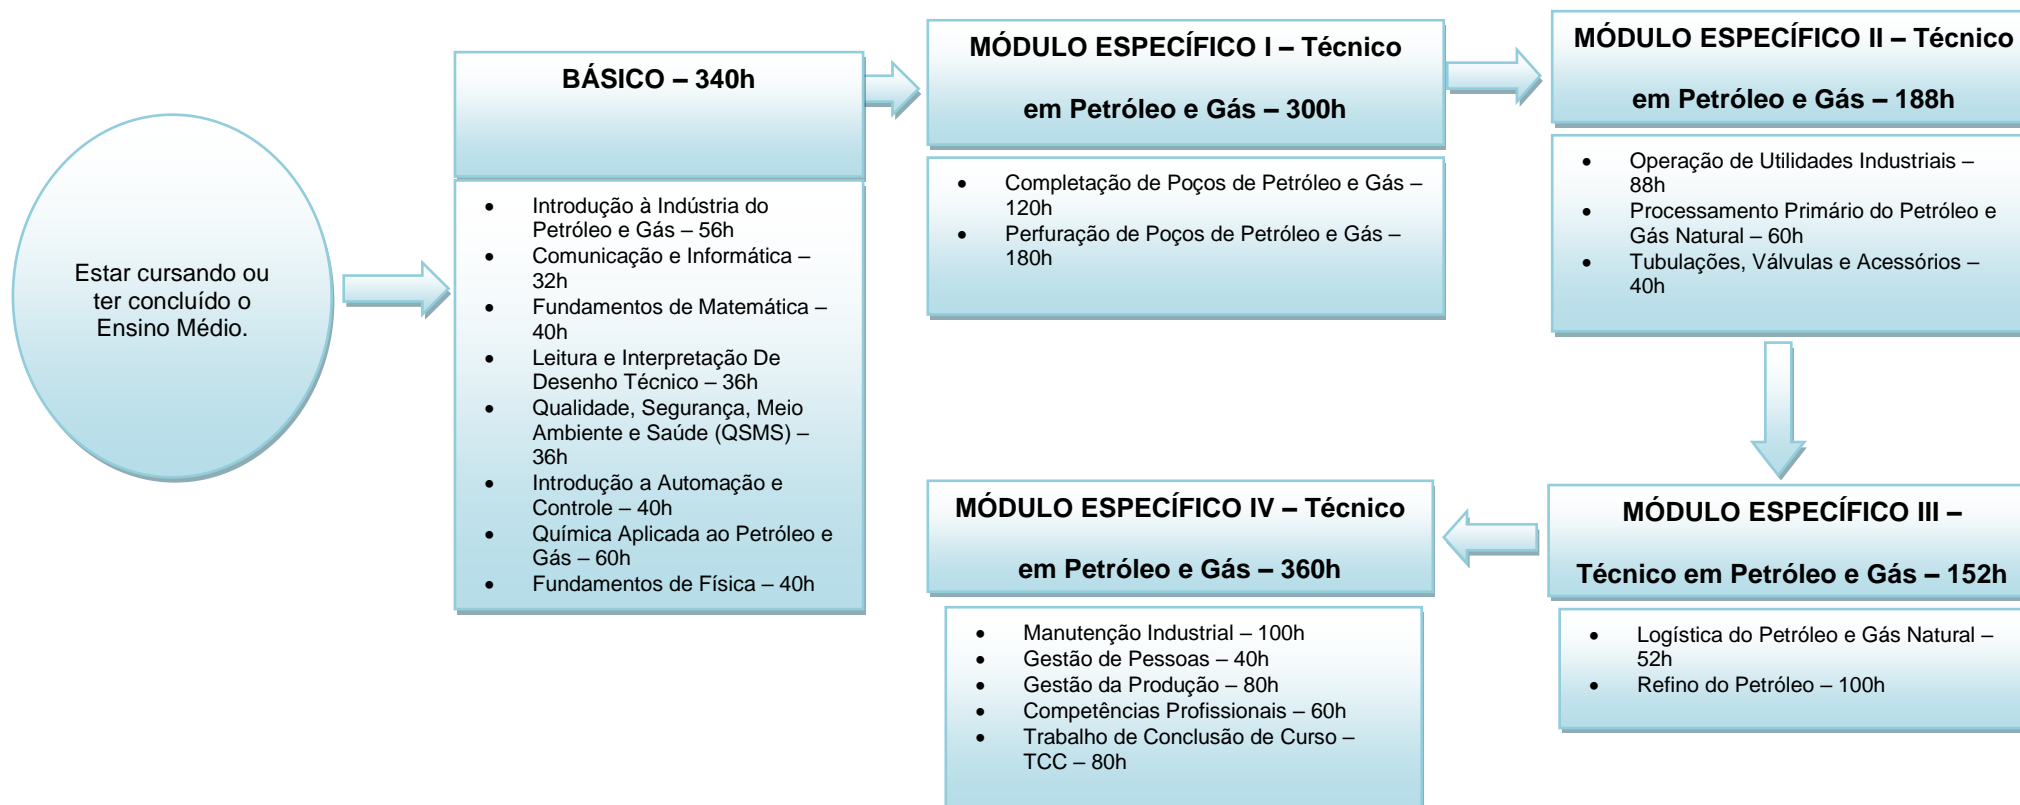 Estar cursando ou
ter concluído o
Ensino Médio.
BÁSICO – 340h
• Introdução à Indústria do
Petróleo e Gás – 56h
• Comunicação e Informática –
32h
• Fundamentos de Matemática –
40h
• Leitura e Interpretação De
Desenho Técnico – 36h
• Qualidade, Segurança, Meio
Ambiente e Saúde (QSMS) –
36h
• Introdução a Automação e
Controle – 40h
• Química Aplicada ao Petróleo e
Gás – 60h
• Fundamentos de Física – 40h
MÓDULO ESPECÍFICO I – Técnico
em Petróleo e Gás – 300h
• Completação de Poços de Petróleo e Gás –
120h
• Perfuração de Poços de Petróleo e Gás –
180h
MÓDULO ESPECÍFICO II – Técnico
em Petróleo e Gás – 188h
• Operação de Utilidades Industriais –
88h
• Processamento Primário do Petróleo e
Gás Natural – 60h
• Tubulações, Válvulas e Acessórios –
40h
MÓDULO ESPECÍFICO III –
Técnico em Petróleo e Gás – 152h
• Logística do Petróleo e Gás Natural –
52h
• Refino do Petróleo – 100h
MÓDULO ESPECÍFICO IV – Técnico
em Petróleo e Gás – 360h
• Manutenção Industrial – 100h
• Gestão de Pessoas – 40h
• Gestão da Produção – 80h
• Competências Profissionais – 60h
• Trabalho de Conclusão de Curso –
TCC – 80h